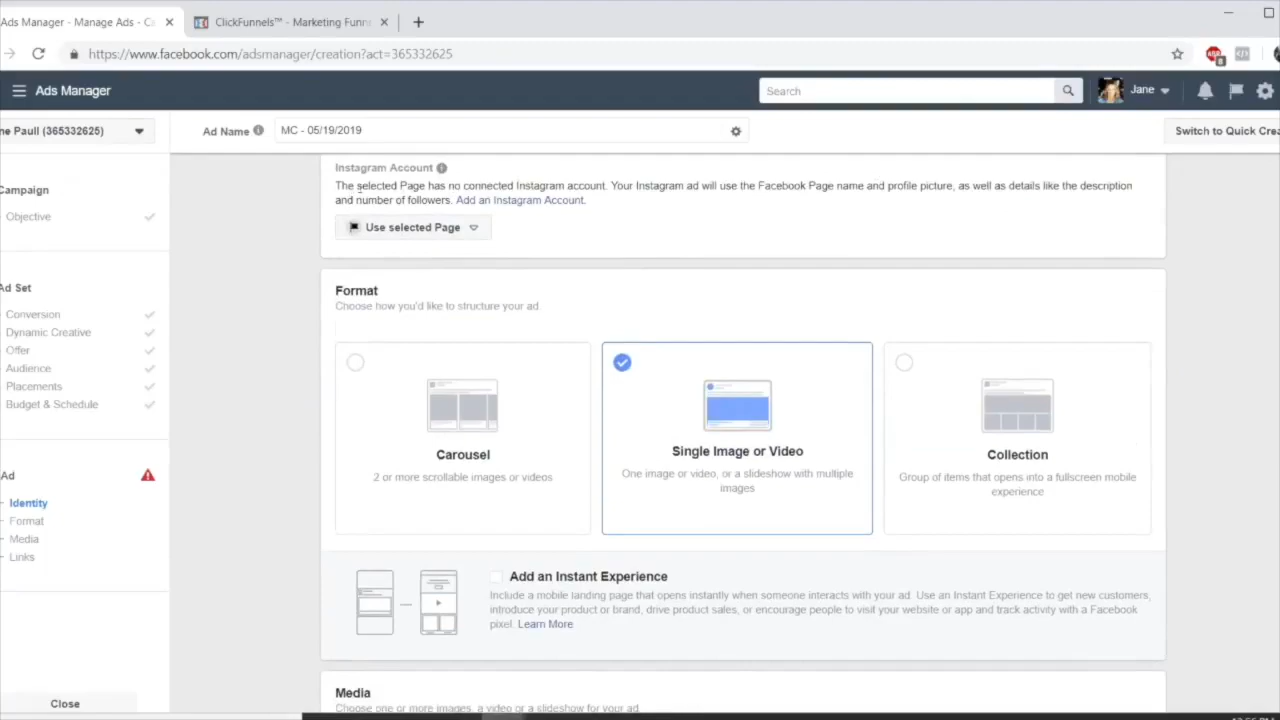 Ads Manager - Manage Ads - Ca
ClickFunnels™ - Marketing Funn
https://www.facebook.com/adsmanager/creation?act=365332625
8
Ads Manager
Search
Jane
ne Paull (365332625)
Ad Name
MC - 05/19/2019
Switch to Quick Crea
Campaign
Objective
Ad Set
Conversion
Dynamic Creative
Offer
Audience
Placements
Budget & Schedule
Ad
Identity
Format
Media
Links
Close
Instagram Account
The selected Page has no connected Instagram account. Your Instagram ad will use the Facebook Page name and profile picture, as well as details like the description
and number of followers. Add an Instagram Account.
Use selected Page
Format
Choose how you'd like to structure your ad.
Carousel
2 or more scrollable images or videos
Single Image or Video
One image or video, or a slideshow with multiple
images
Collection
Group of items that opens into a fullscreen mobile
experience
Add an Instant Experience
Include a mobile landing page that opens instantly when someone interacts with your ad. Use an Instant Experience to get new customers,
introduce your product or brand, drive product sales, or encourage people to visit your website or app and track activity with a Facebook
pixel. Learn More
Media
Choose one or more images, a video or a slideshow for your ad.